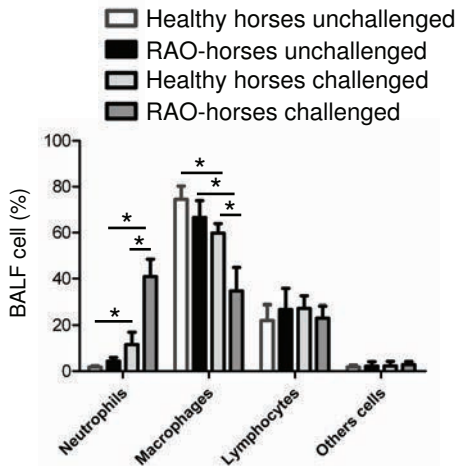 Healthy horses unchallenged
RAO-horses unchallenged
Healthy horses challenged
RAO-horses challenged
BALF cell (%)
100
80
60
40
20
0
*
*
*
*
*
*
Neutrophils
Macrophages
Lymphocytes
Others cells